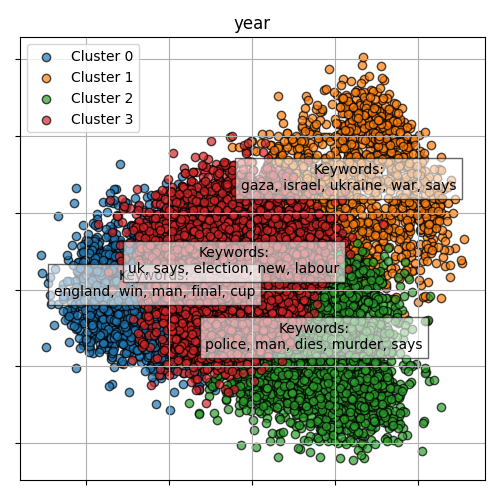 year
Cluster 0
Cluster 1
Cluster 2
Cluster 3
Keywords:
gaza, israel, ukraine, war, says
Keywords:
uk, says, election, new, labour
Keywords:
england, win, man, final, cup
Keywords:
police, man, dies, murder, says